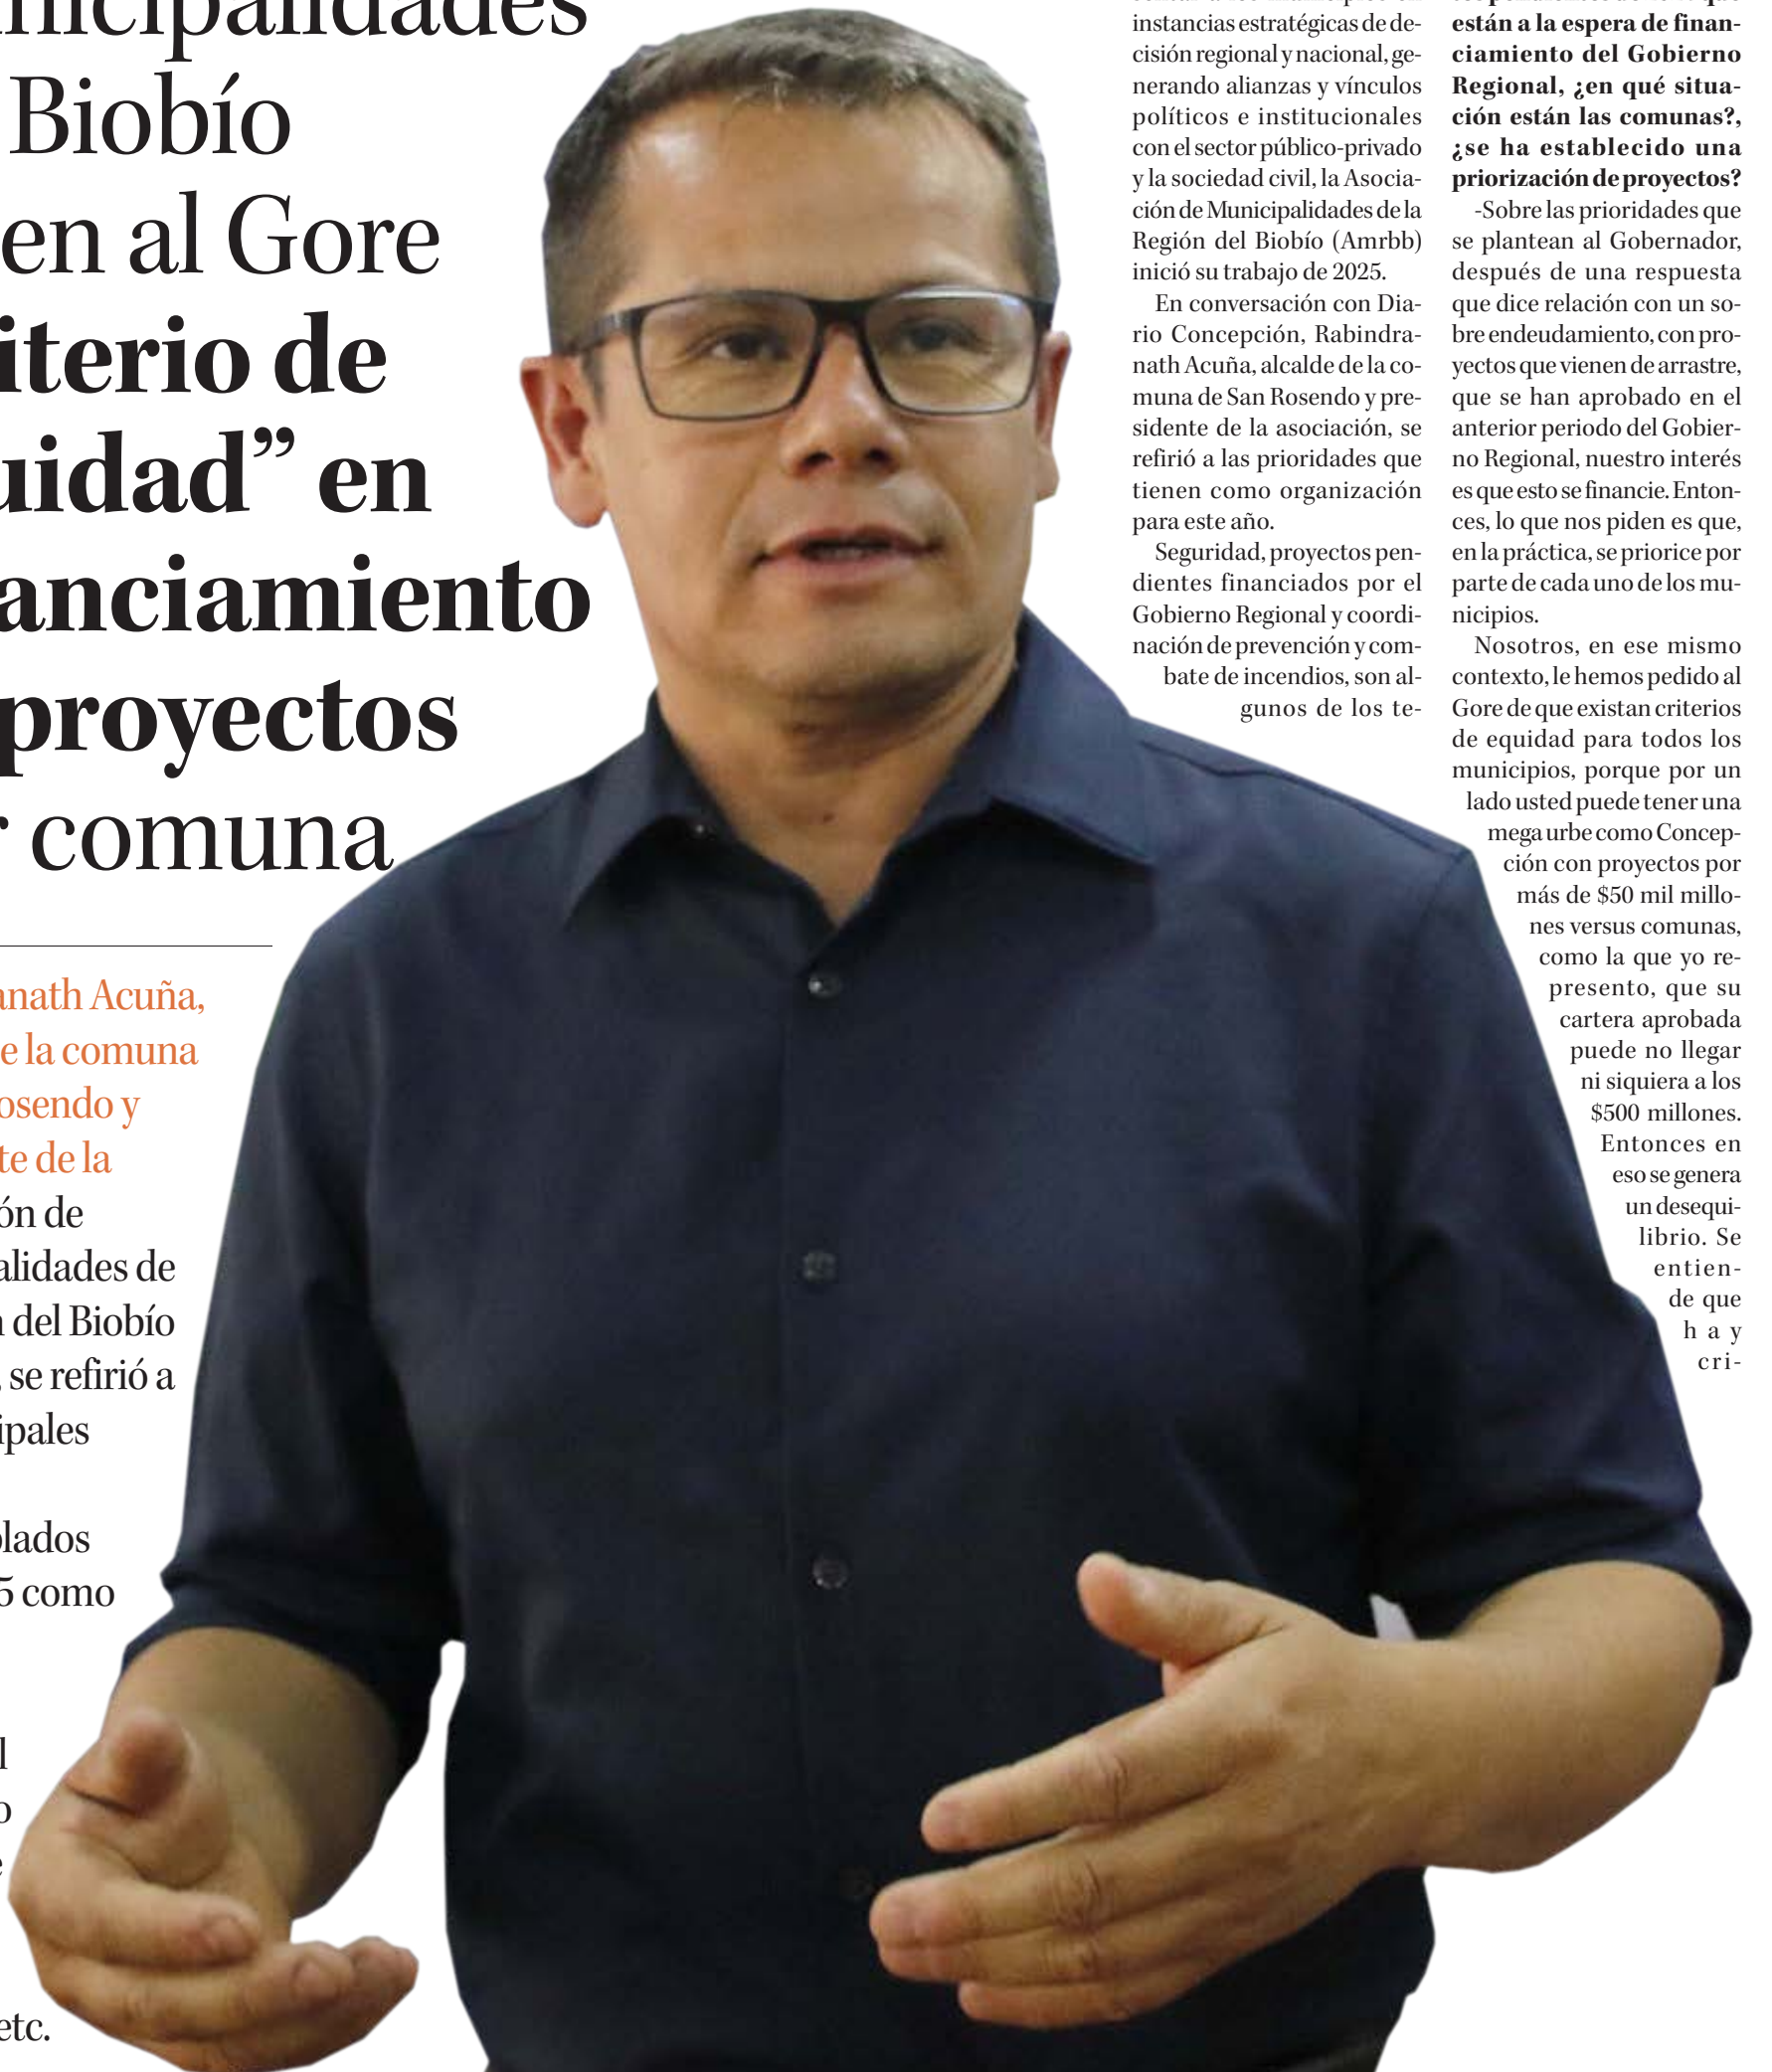 nicipalidades
Biobío
en al Gore
iterio de
uidad” en
anciamiento
proyectos
r comuna
anath Acuña,
e la comuna
osendo y
te de la
ón de
alidades de
n del Biobío
, se refirió a
ipales
blados
5 como
l
o
e
etc.
instancias estratégicas de de-
cisión regional y nacional, ge-
nerando alianzas y vínculos
políticos e institucionales
con el sector público-privado
y la sociedad civil, la Asocia-
ción de Municipalidades de la
Región del Biobío (Amrbb)
inició su trabajo de 2025.
En conversación con Dia-
rio Concepción, Rabindra-
nath Acuña, alcalde de la co-
muna de San Rosendo y pre-
sidente de la asociación, se
refirió a las prioridades que
tienen como organización
para este año.
Seguridad, proyectos pen-
dientes financiados por el
Gobierno Regional y coordi-
nación de prevención y com-
bate de incendios, son al-
gunos de los te-
están a la espera de finan-
ciamiento del Gobierno
Regional, ¿en qué situa-
ción están las comunas?,
¿se ha establecido una
priorización de proyectos?
-Sobre las prioridades que
se plantean al Gobernador,
después de una respuesta
que dice relación con un so-
bre endeudamiento, con pro-
yectos que vienen de arrastre,
que se han aprobado en el
anterior periodo del Gobier-
no Regional, nuestro interés
es que esto se financie. Enton-
ces, lo que nos piden es que,
en la práctica, se priorice por
parte de cada uno de los mu-
nicipios.
Nosotros, en ese mismo
contexto, le hemos pedido al
Gore de que existan criterios
de equidad para todos los
municipios, porque por un
lado usted puede tener una
mega urbe como Concep-
ción con proyectos por
más de $50 mil millo-
nes versus comunas,
como la que yo re-
presento, que su
cartera aprobada
puede no llegar
ni siquiera a los
$500 millones.
Entonces en
eso se genera
un desequi-
librio. Se
entien-
de que
hay
cri-